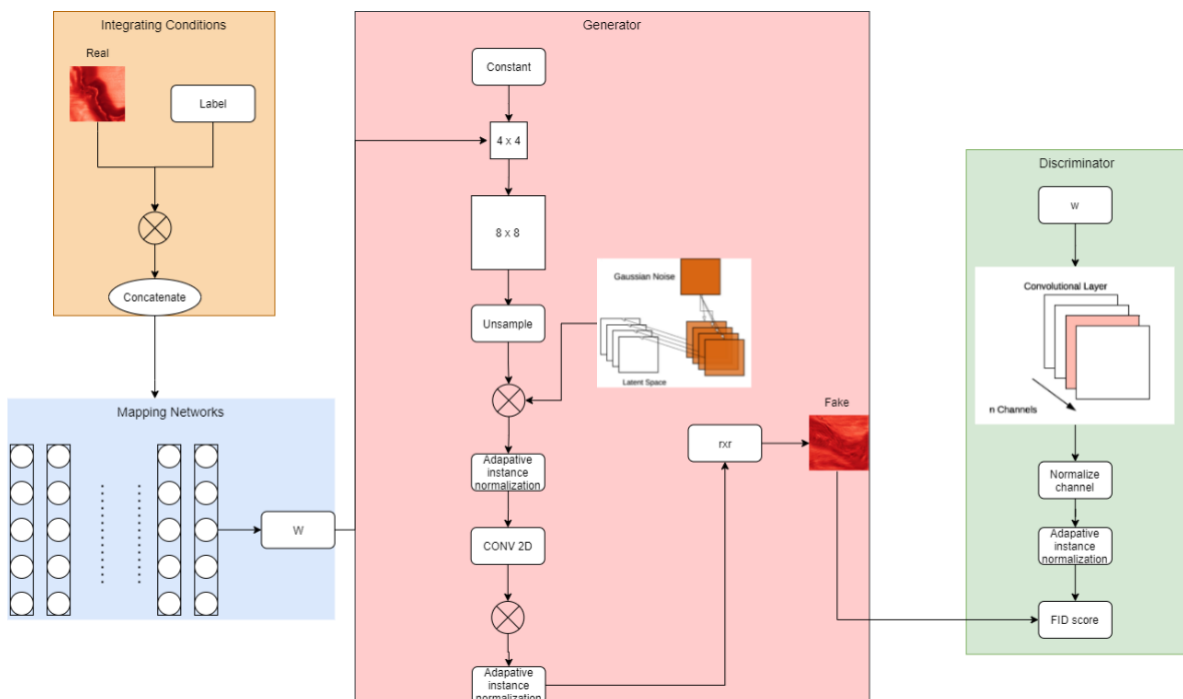 Integrating Conditions
Real
Label
Concatenate
Mapping Networks
W
Generator
Constant
4 x 4
8 x 8
Unsample
Gaussian Noise
Latent Space
Adapative
instance
normalization
CONV 2D
Adapative
instance
normalization
rxr
Fake
Discriminator
w
Convolutional Layer
n Channels
Normalize
channel
Adapative
instance
normalization
FID score